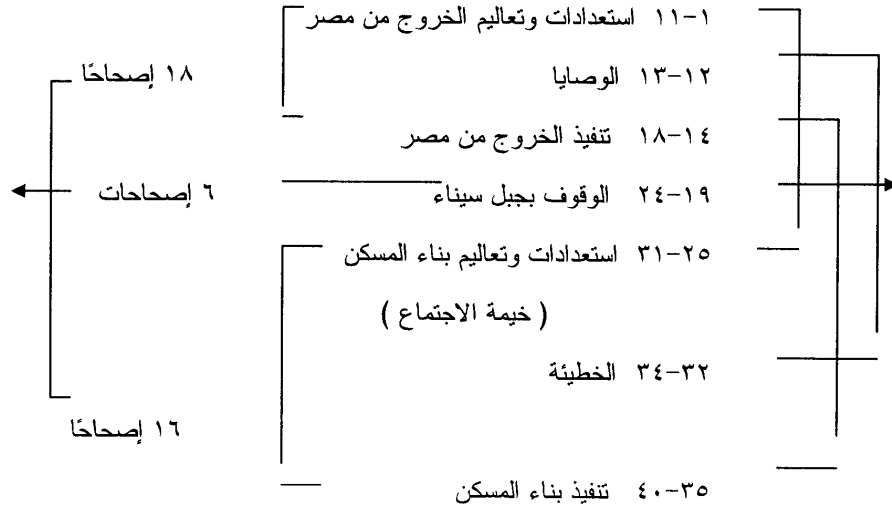 ١-١١ استعدادات وتعاليم الخروج من مصر
١٢-١٣ الوصايا
١٨ إصحاحًا
١٤-١٨ تنفيذ الخروج من مصر
١٩-٢٤ الوقوف بجبل سيناء
٦ إصحاحات
٢٥-٣١ استعدادات وتعاليم بناء المسكن
( خيمة الاجتماع )
٣٢-٣٤ الخطيئة
١٦ إصحاحًا
٣٥-٤٠ تنفيذ بناء المسكن